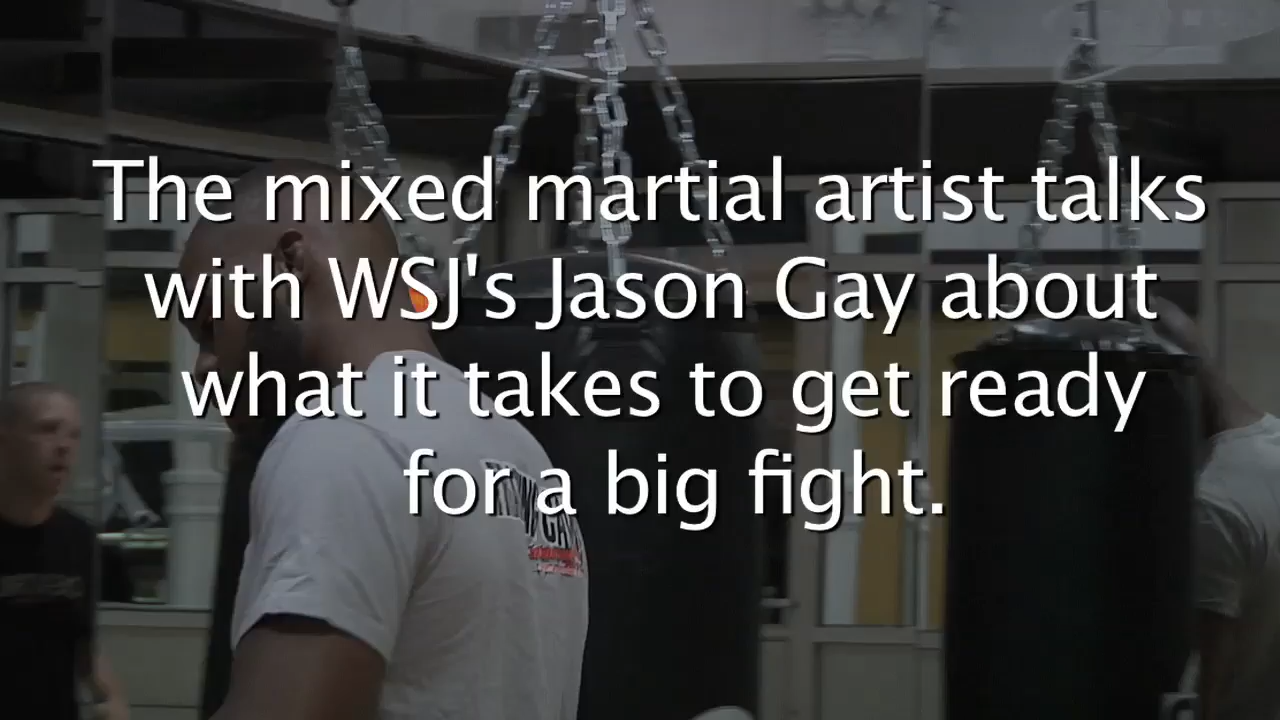 The mixed martial artist talks
with WSJ's Jason Gay about
what it takes to get ready
for a big fight.